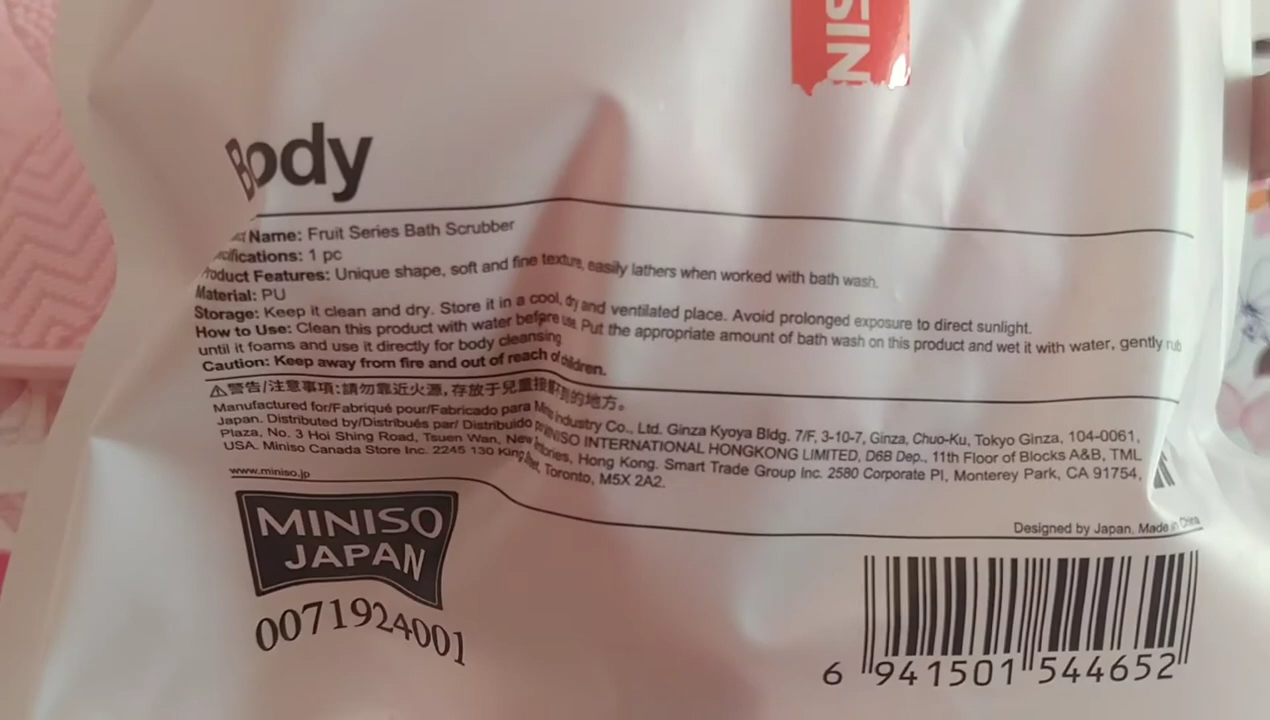 SIN
Body
Name: Fruit Series Bath Scrubber
Specifications: 1 pc
Product Features: Unique shape, soft and fine texture, easily lathers when worked with bath wash.
Material: PU
Storage: Keep it clean and dry. Store it in a cool, dry and ventilated place. Avoid prolonged exposure to direct sunlight.
How to Use: Clean this product with water before use. Put the appropriate amount of bath wash on this product and wet it with water, gently rub
until it foams and use it directly for body cleansing.
Caution: Keep away from fire and out of reach of children.
⚠警告/注意事項:請勿靠近火源,存放于兒童接觸不到的地方。
Manufactured for/Fabriqué pour/Fabricado para Miniso Industry Co., Ltd. Ginza Kyoya Bldg. 7/F, 3-10-7, Ginza, Chuo-Ku, Tokyo Ginza, 104-0061,
Japan. Distributed by/Distribués par/ Distribuido por MINISO INTERNATIONAL HONGKONG LIMITED, D6B Dep., 11th Floor of Blocks A&B, TML
Plaza, No. 3 Hoi Shing Road, Tsuen Wan, New Territories, Hong Kong. Smart Trade Group Inc. 2580 Corporate Pl, Monterey Park, CA 91754,
USA. Miniso Canada Store Inc. 2245 130 King Street, Toronto, M5X 2A2.
www.miniso.jp
Designed by Japan. Made in China
MINISO
JAPAN
0071924001
6 941501 544652